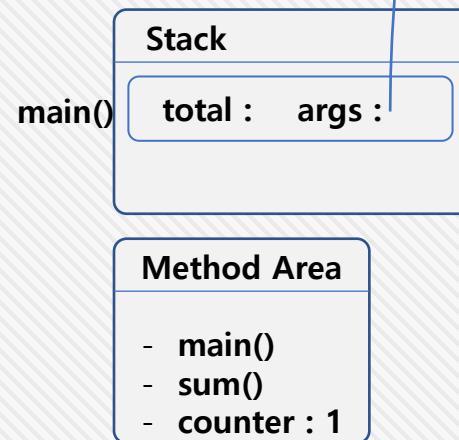 Stack
main() total : args :
Method Area
- main()
- sum()
- counter : 1